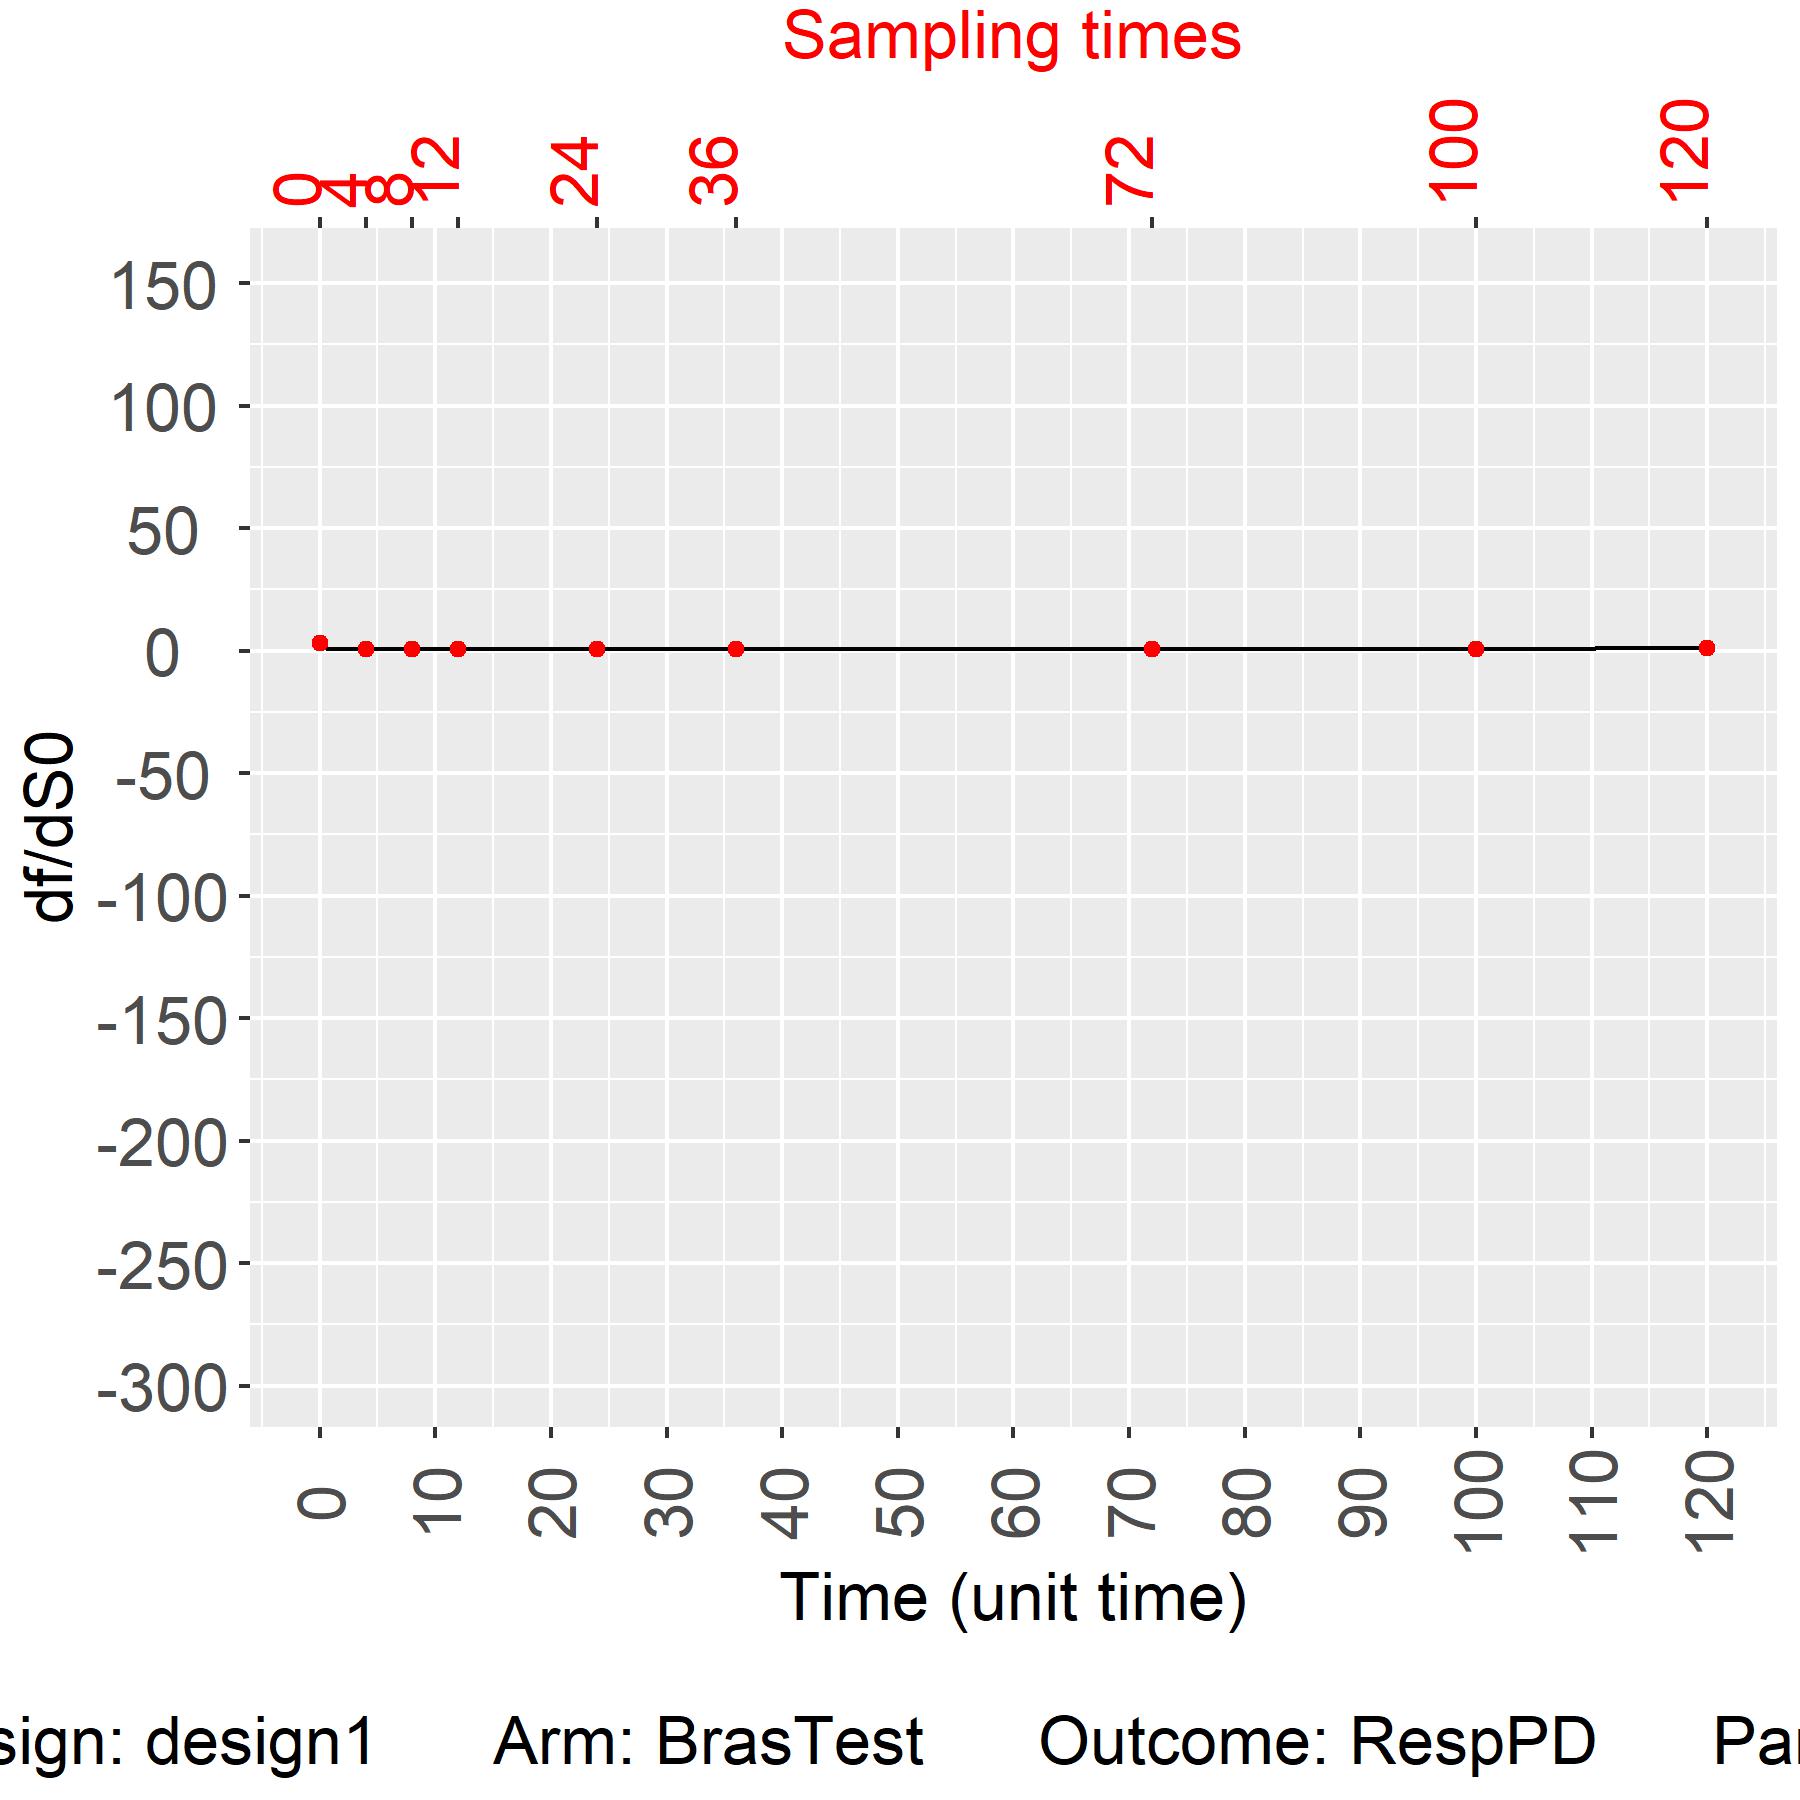 Sampling times
0 4 8 12 24 36 72 100 120
150
100
50
0
-50
-100
-150
-200
-250
-300
df/dS0
0 10 20 30 40 50 60 70 80 90 100 110 120
Time (unit time)
sign: design1 Arm: BrasTest Outcome: RespPD Par